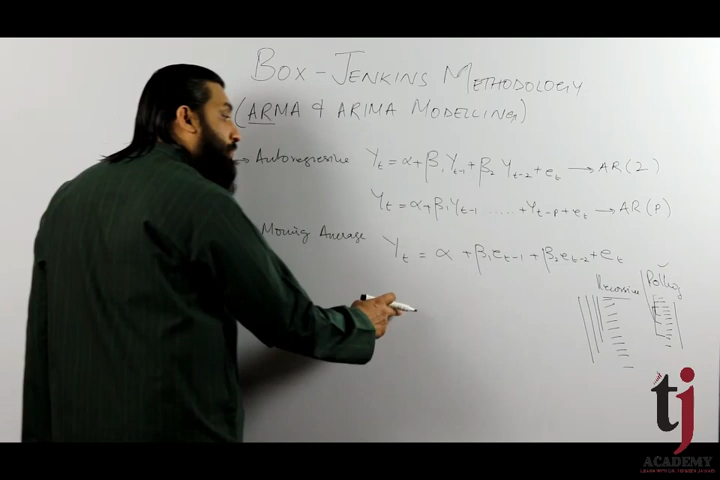 BOX-JENKINS METHODOLOGY
(ARMA & ARIMA MODELLING)
Autoregressive Yt = α + β1 Yt-1 + β2 Yt-2 + et → AR(2)
Yt = α + β1 Yt-1 ...... + Yt-p + et → AR(p)
Moving Average Yt = α + β1 et-1 + β2 et-2 + et
Recursive
tj
ACADEMY